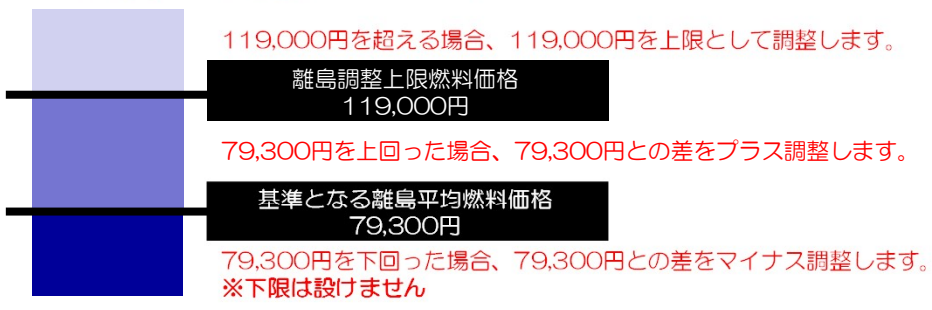 119,000円を超える場合、119,000円を上限として調整します。
離島調整上限燃料価格
119,000円
79,300円を上回った場合、79,300円との差をプラス調整します。
基準となる離島平均燃料価格
79,300円
79,300円を下回った場合、79,300円との差をマイナス調整します。
※下限は設けません